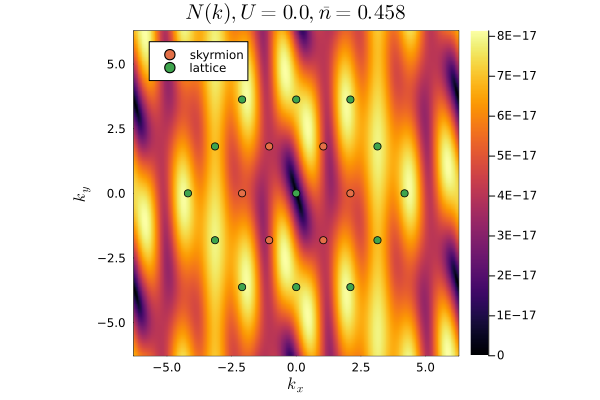 N(k), U = 0.0, n̄ = 0.458
skyrmion
lattice
5.0
2.5
0.0
−2.5
−5.0
k_y
−5.0 −2.5 0.0 2.5 5.0
k_x
8E−17
7E−17
6E−17
5E−17
4E−17
3E−17
2E−17
1E−17
0